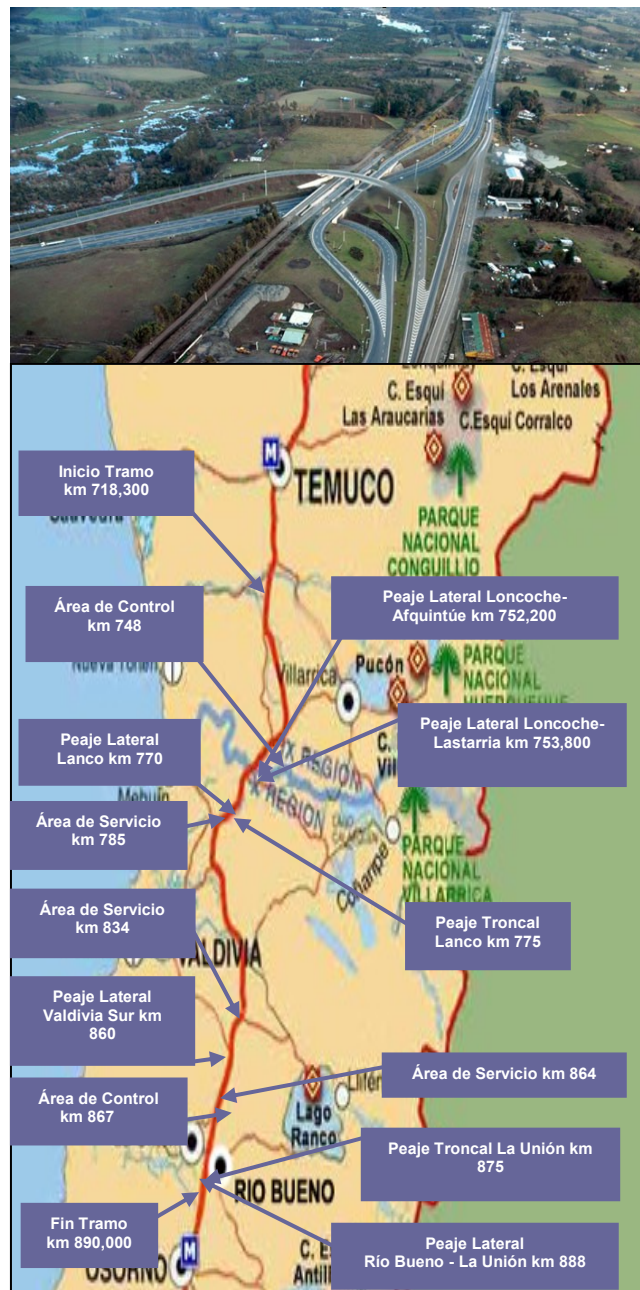 C. Esquí
Los Arenales
C. Esquí
Las Araucarias
C.Esquí Corralco
M
TEMUCO
PARQUE
NACIONAL
CONGUILLIO
Inicio Tramo
km 718,300
Área de Control
km 748
Peaje Lateral Loncoche-
Afquintúe km 752,200
Villarrica
Pucón
PARQUE
NACIONAL
Peaje Lateral
Lanco km 770
Peaje Lateral Loncoche-
Lastarria km 753,800
IX REGION
X REGION
Área de Servicio
km 785
Coñaripe
PARQUE
NACIONAL
VILLARRICA
Área de Servicio
km 834
Peaje Troncal
Lanco km 775
VALDIVIA
Peaje Lateral
Valdivia Sur km
860
Área de Servicio km 864
Área de Control
km 867
Lago
Ranco
Peaje Troncal La Unión km
875
RIO BUENO
Fin Tramo
km 890,000
Peaje Lateral
Río Bueno - La Unión km 888
M
OSORNO